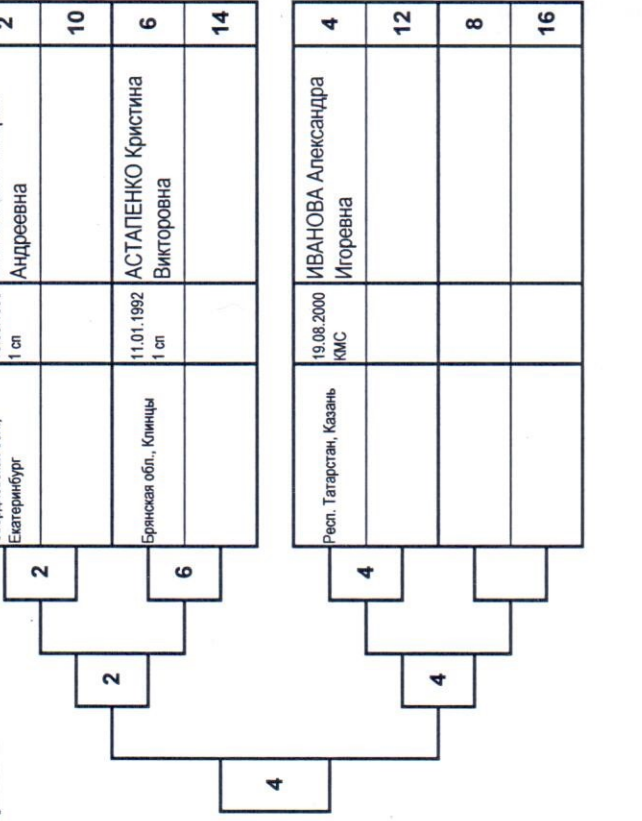 2
Андреевна
1 сп
Екатеринбург
10
6
АСТАПЕНКО Кристина
Викторовна
11.01.1992
1 сп
Брянская обл., Клинцы
14
4
ИВАНОВА Александра
Игоревна
19.08.2000
КМС
Респ. Татарстан, Казань
12
8
16
2
6
4
2
4
4